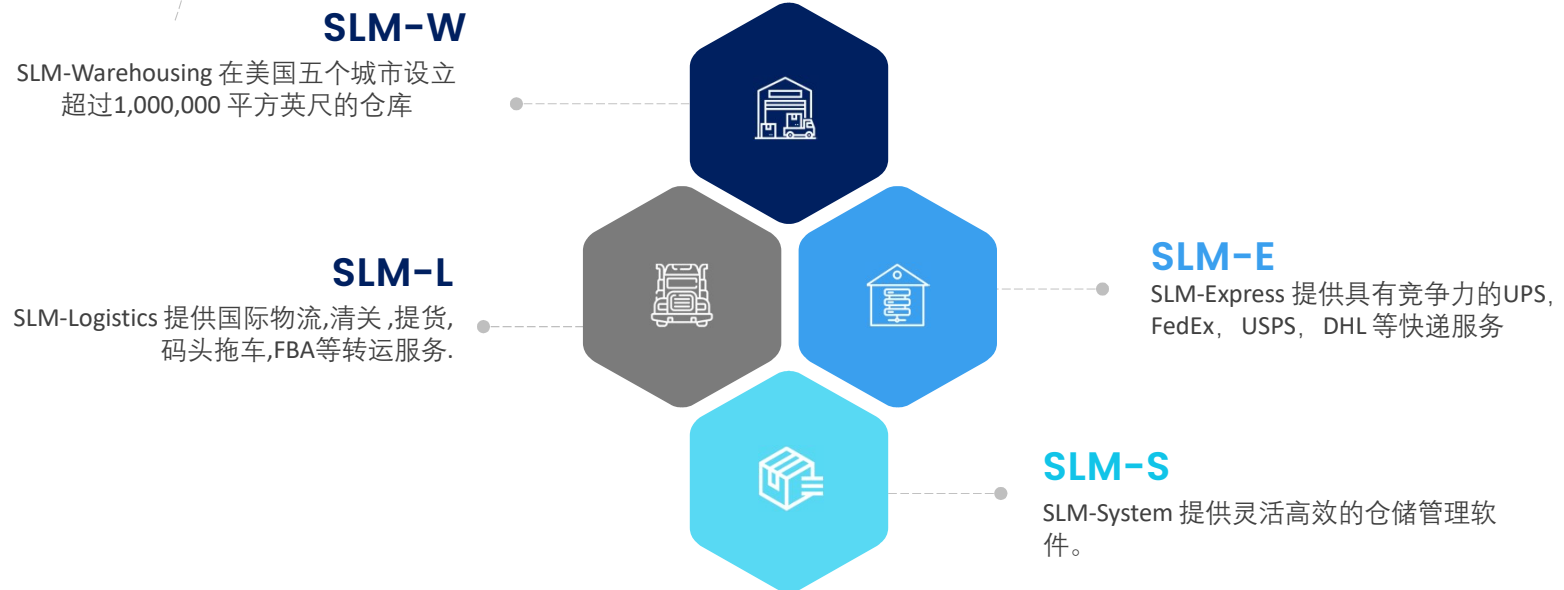 SLM-W
SLM-Warehousing 在美国五个城市设立
超过1,000,000 平方英尺的仓库
SLM-L
SLM-Logistics 提供国际物流,清关 ,提货,
码头拖车,FBA等转运服务.
SLM-E
SLM-Express 提供具有竞争力的UPS,
FedEx, USPS, DHL 等快递服务
SLM-S
SLM-System 提供灵活高效的仓储管理软
件。